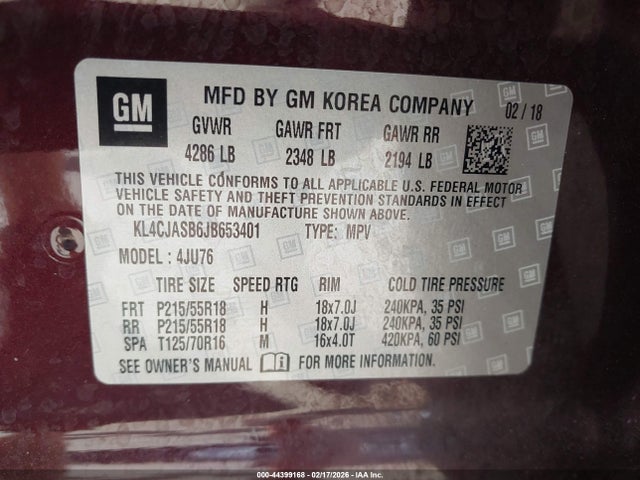 GM
MFD BY GM KOREA COMPANY 02/18
GVWR GAWR FRT GAWR RR
4286 LB 2348 LB 2194 LB
THIS VEHICLE CONFORMS TO ALL APPLICABLE U.S. FEDERAL MOTOR
VEHICLE SAFETY AND THEFT PREVENTION STANDARDS IN EFFECT
ON THE DATE OF MANUFACTURE SHOWN ABOVE.
KL4CJASB6JB653401 TYPE: MPV
MODEL : 4JU76
TIRE SIZE SPEED RTG RIM COLD TIRE PRESSURE
FRT P215/55R18 H 18x7.0J 240KPA, 35 PSI
RR P215/55R18 H 18x7.0J 240KPA, 35 PSI
SPA T125/70R16 M 16x4.0T 420KPA, 60 PSI
SEE OWNER'S MANUAL FOR MORE INFORMATION.
000-44399168 - 02/17/2026 - IAA Inc.